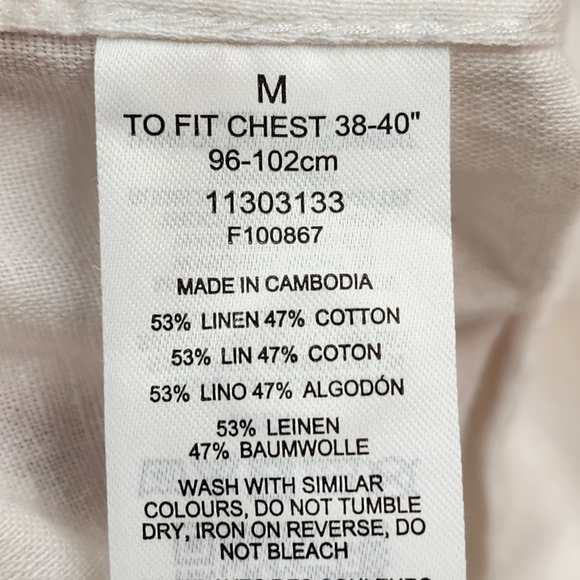 M
TO FIT CHEST 38-40"
96-102cm
11303133
F100867
MADE IN CAMBODIA
53% LINEN 47% COTTON
53% LIN 47% COTON
53% LINO 47% ALGODÓN
53% LEINEN
47% BAUMWOLLE
WASH WITH SIMILAR
COLOURS, DO NOT TUMBLE
DRY, IRON ON REVERSE, DO
NOT BLEACH